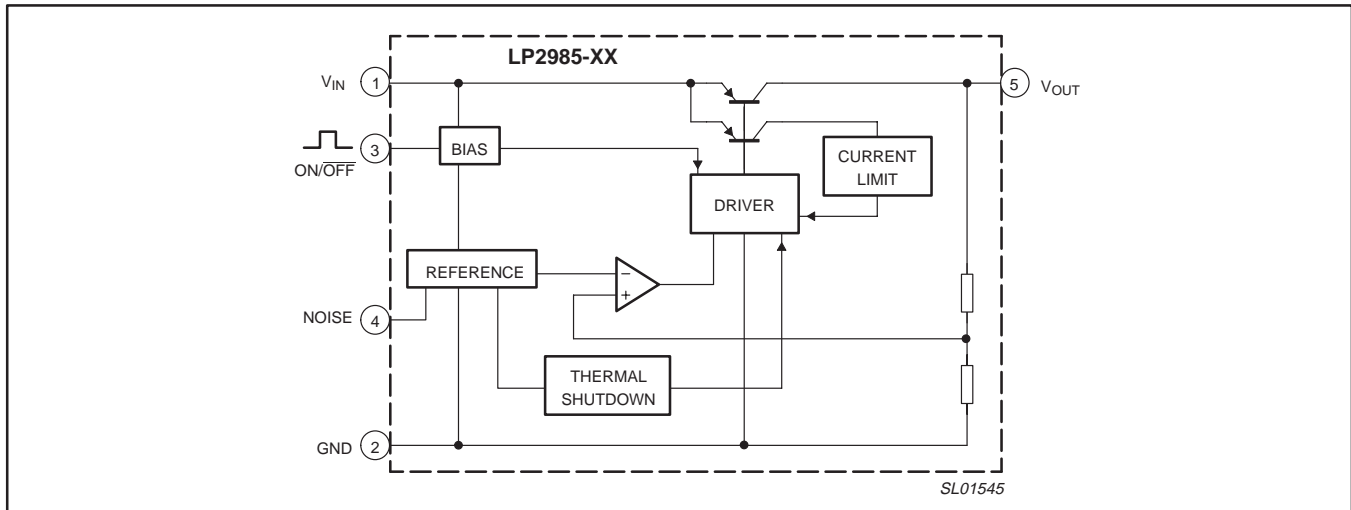 LP2985-XX
VIN 1
5 VOUT
3
ON/OFF
BIAS
CURRENT
LIMIT
DRIVER
REFERENCE
−
+
NOISE 4
THERMAL
SHUTDOWN
GND 2
SL01545